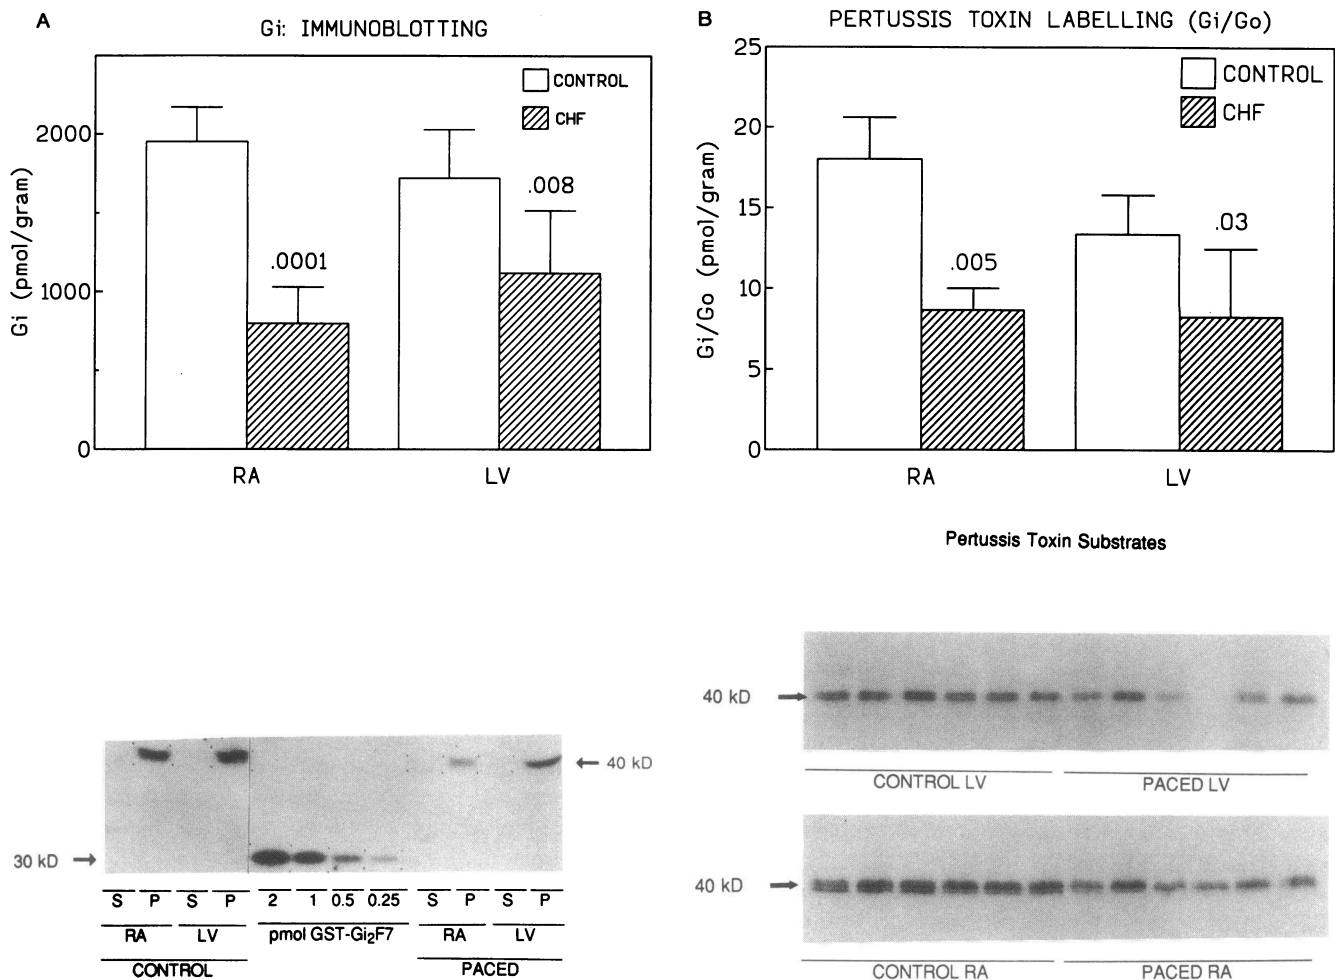 A
Gi: IMMUNOBLOTTING
CONTROL
CHF
2000
1000
0
Gi (pmol/gram)
.0001
.008
RA LV
B
PERTUSSIS TOXIN LABELLING (Gi/Go)
CONTROL
CHF
25
20
15
10
5
0
Gi/Go (pmol/gram)
.005
.03
RA LV
40 kD
30 kD
S P S P 2 1 0.5 0.25 S P S P
RA LV pmol GST-Gi₂F7 RA LV
CONTROL PACED
Pertussis Toxin Substrates
40 kD
CONTROL LV PACED LV
40 kD
CONTROL RA PACED RA